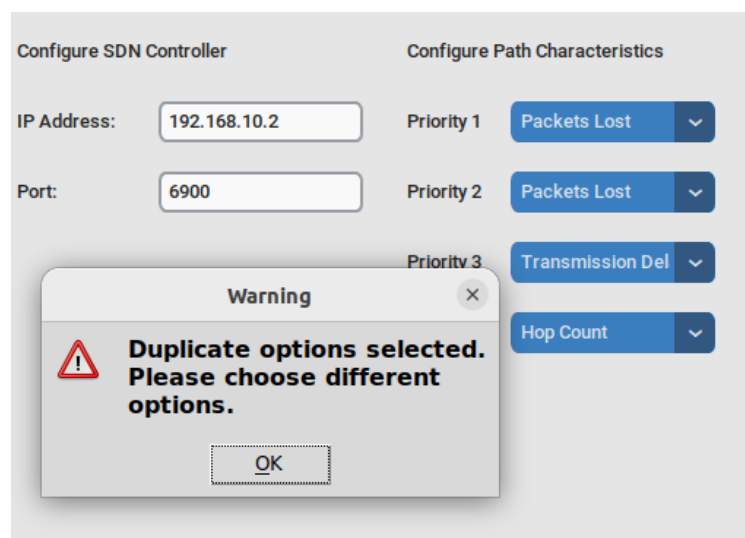 Configure SDN Controller
Configure Path Characteristics
IP Address:
192.168.10.2
Priority 1
Packets Lost
Port:
6900
Priority 2
Packets Lost
Priority 3
Transmission Del
Hop Count
Warning
Duplicate options selected.
Please choose different
options.
OK